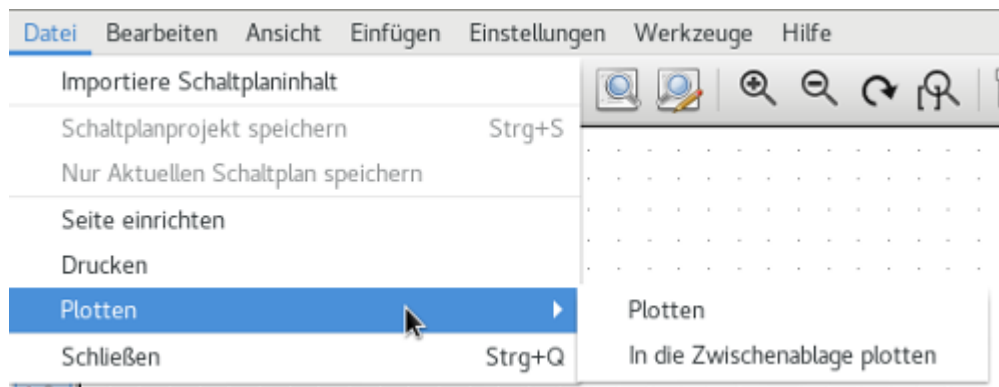 Datei Bearbeiten Ansicht Einfügen Einstellungen Werkzeuge Hilfe
Importiere Schaltplaninhalt
Schaltplanprojekt speichern Strg+S
Nur Aktuellen Schaltplan speichern
Seite einrichten
Drucken
Plotten Plotten
Schließen Strg+Q In die Zwischenablage plotten